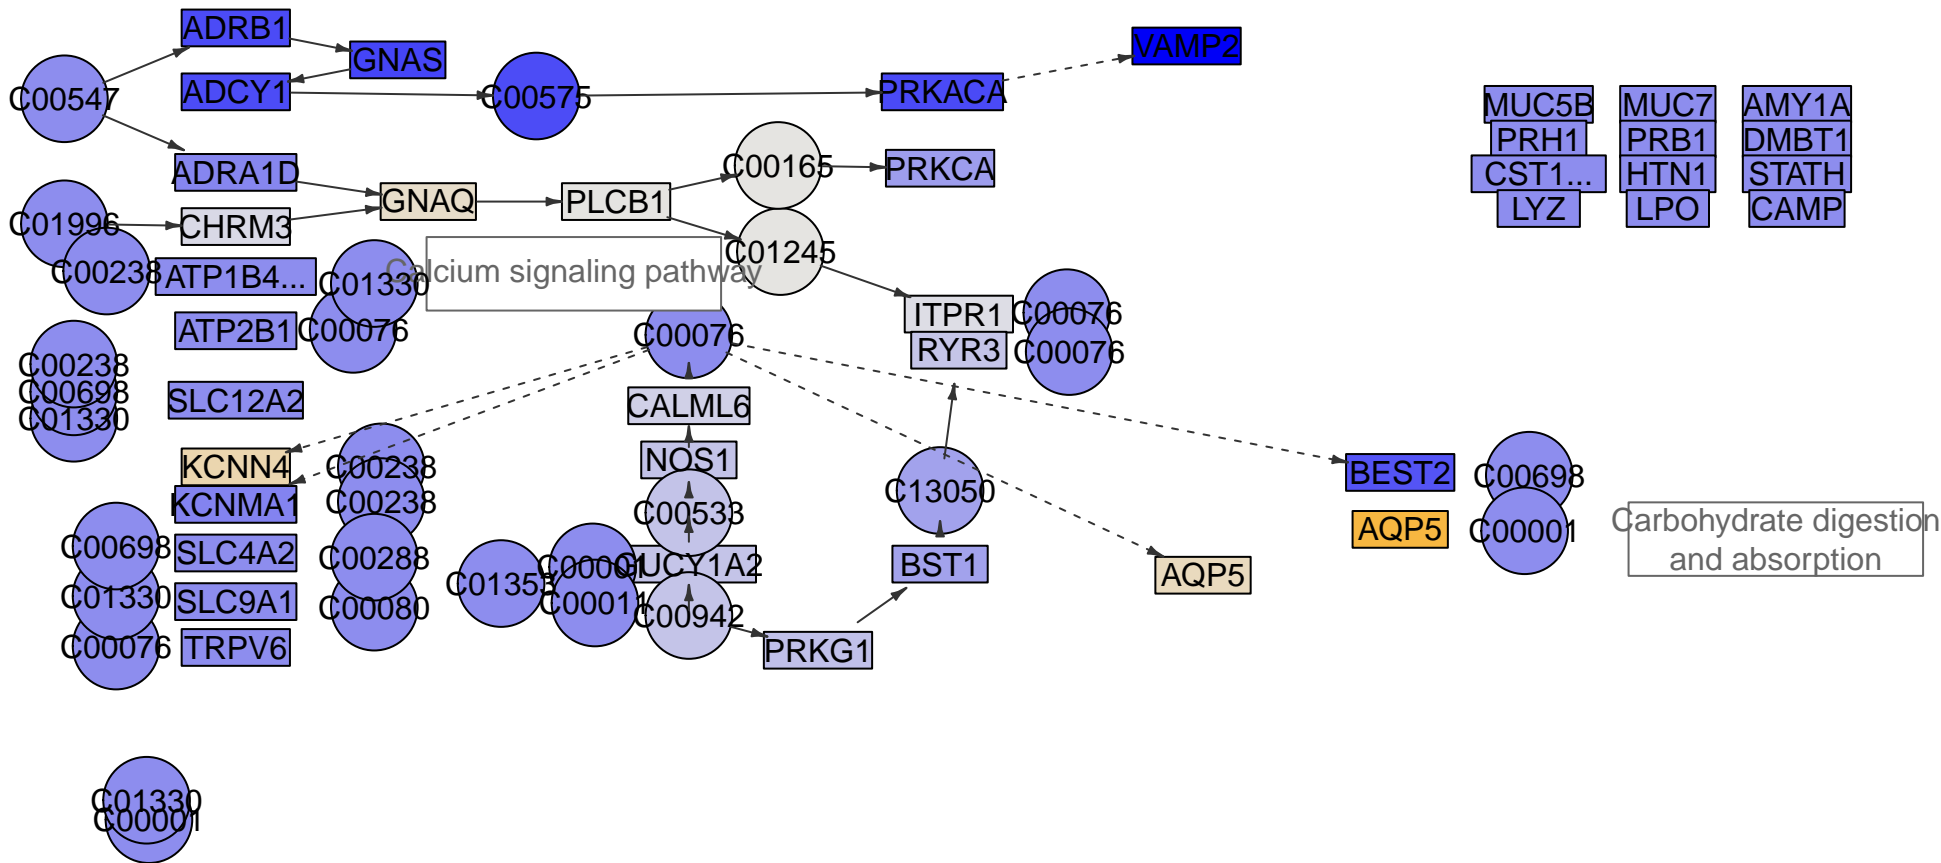 ADRB1
GNAS
VAMP2
C00547
ADCY1
C00575
PRKACA
MUC5B
MUC7
AMY1A
PRH1
PRB1
DMBT1
ADRA1D
C00165
PRKCA
CST1...
HTN1
STATH
GNAQ
PLCB1
LYZ
LPO
CAMP
C01996
CHRM3
C01245
C00238
ATP1B4...
C01330
Calcium signaling pathway
ITPR1
C00076
ATP2B1
C00076
C00076
RYR3
C00076
C00238
C00698
C01330
SLC12A2
CALML6
KCNN4
C00238
NOS1
BEST2
C00698
KCNMA1
C00238
C00533
C13050
AQP5
C00001
Carbohydrate digestion
and absorption
C00698
SLC4A2
C00288
C01353
C00001
GUCY1A2
BST1
AQP5
C01330
SLC9A1
C00080
C00011
C00942
C00076
TRPV6
PRKG1
C01330
C00001